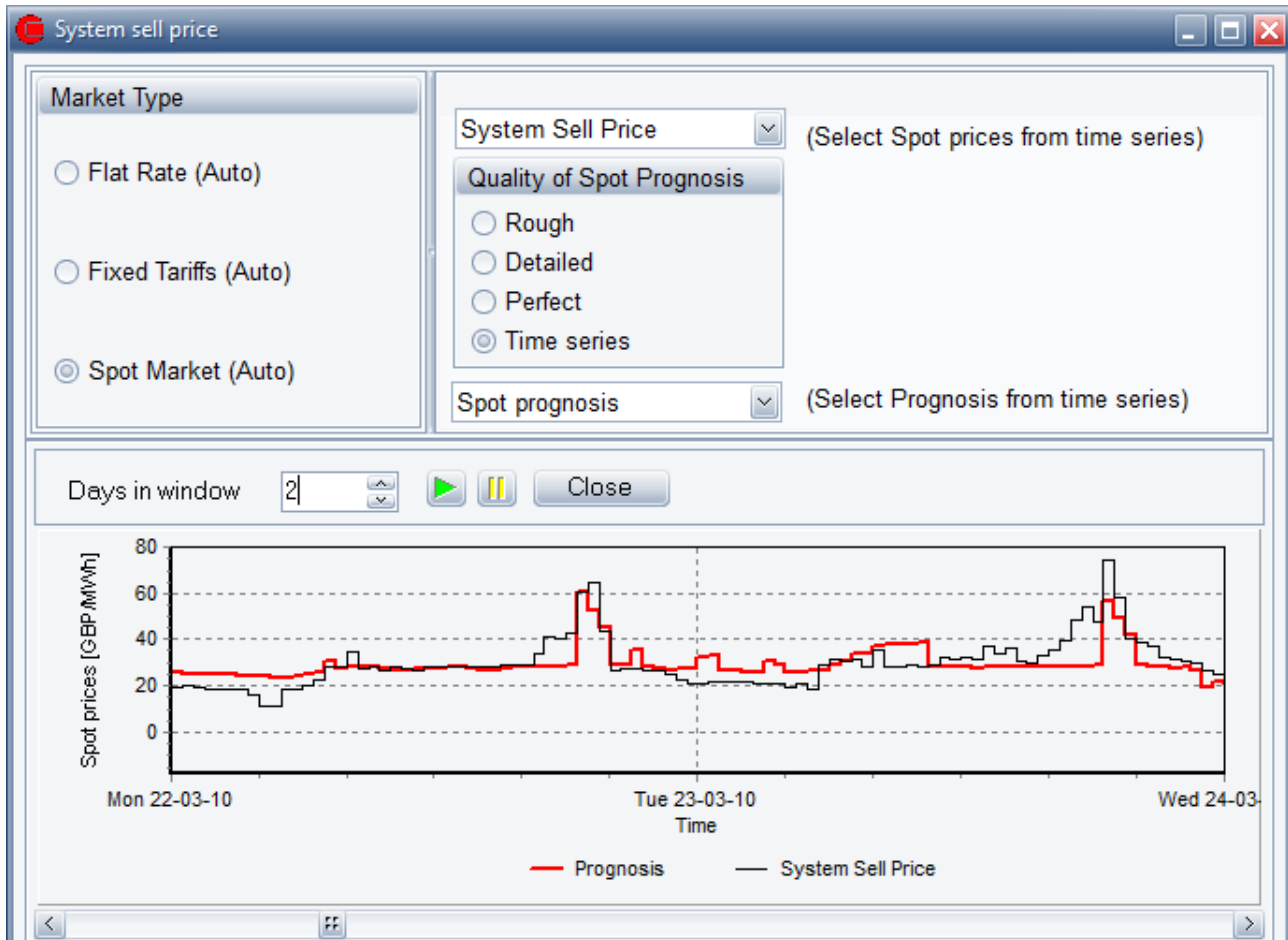 System sell price
Market Type
Flat Rate (Auto)
Fixed Tariffs (Auto)
Spot Market (Auto)
System Sell Price
(Select Spot prices from time series)
Quality of Spot Prognosis
Rough
Detailed
Perfect
Time series
Spot prognosis
(Select Prognosis from time series)
Days in window 2 Close
Spot prices [GBP/MWh]
80
60
40
20
0
Mon 22-03-10 Tue 23-03-10 Wed 24-03-
Time
Prognosis System Sell Price